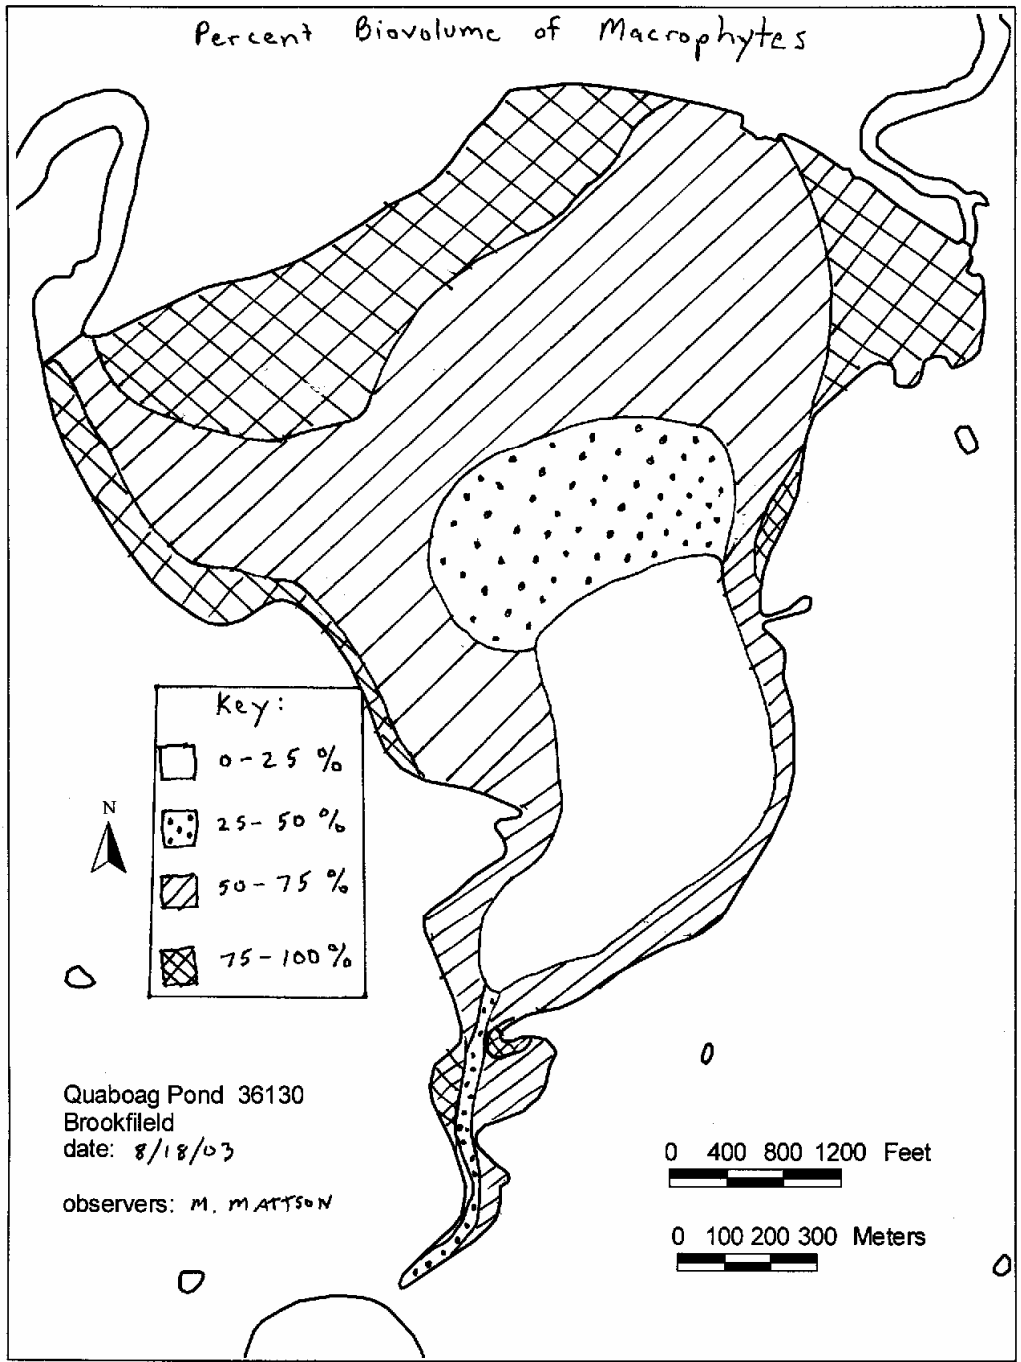 Percent Biovolume of Macrophytes
Key:
0-25 %
25-50 %
50-75 %
75-100%
N
Quaboag Pond 36130
Brookfileld
date: 8/18/03
observers: M. MATTSON
0 400 800 1200 Feet
0 100 200 300 Meters